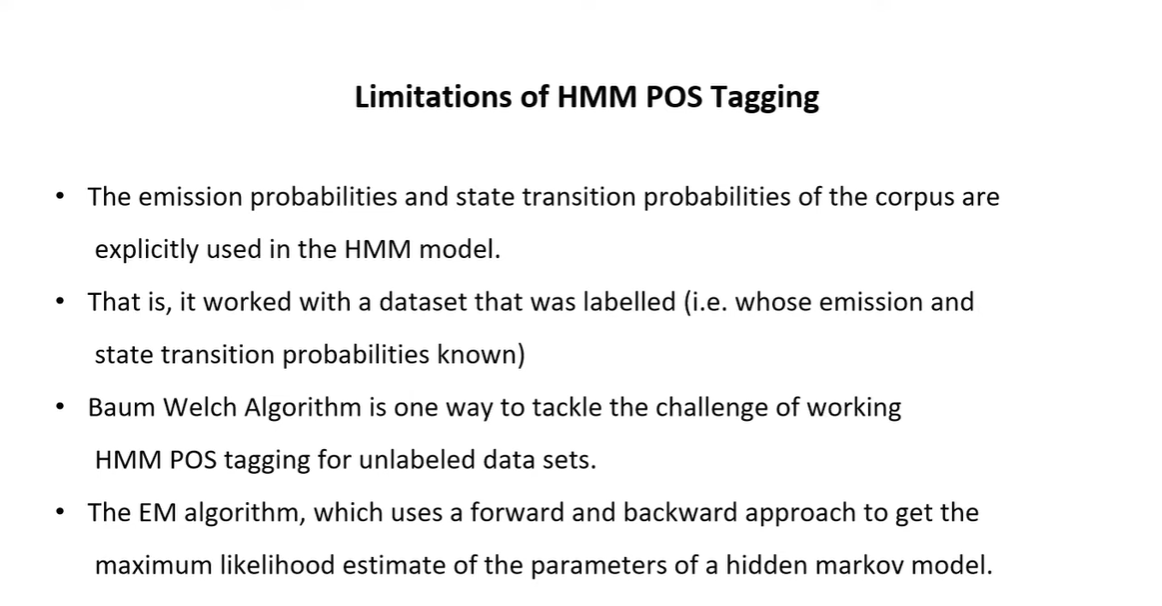 Limitations of HMM POS Tagging
• The emission probabilities and state transition probabilities of the corpus are
explicitly used in the HMM model.
• That is, it worked with a dataset that was labelled (i.e. whose emission and
state transition probabilities known)
• Baum Welch Algorithm is one way to tackle the challenge of working
HMM POS tagging for unlabeled data sets.
• The EM algorithm, which uses a forward and backward approach to get the
maximum likelihood estimate of the parameters of a hidden markov model.